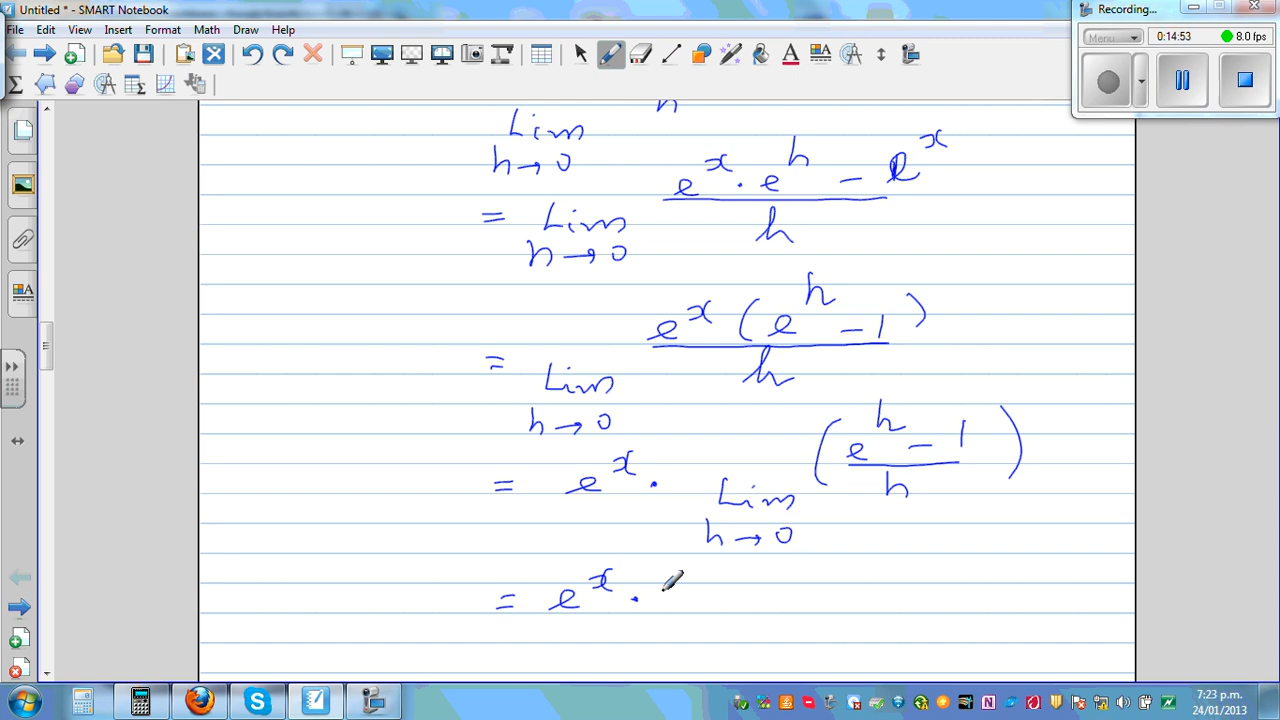 Untitled * - SMART Notebook
Recording...
File Edit View Insert Format Math Draw Help
Menu
0:14:53
8.0 fps
h
Lim
h → 0
e^x · e^h - e^x
= Lim
h
h → 0
e^x (e^h - 1)
=
h
Lim
h → 0
(e^h - 1)
= e^x · Lim
h
h → 0
= e^x ·
7:23 p.m.
24/01/2013